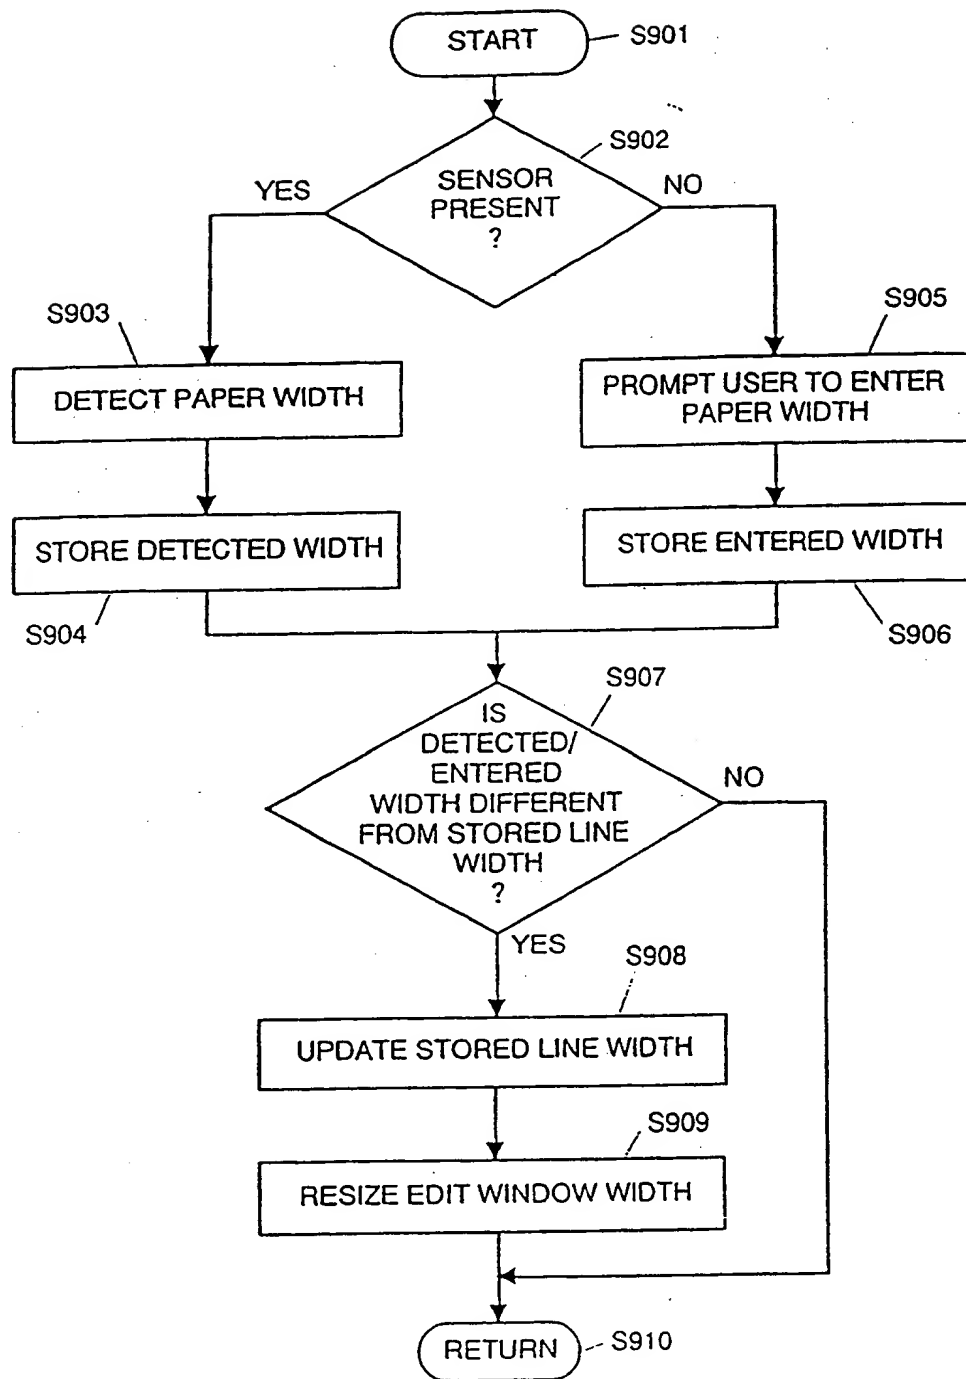 START
S901
S902
SENSOR
PRESENT
?
YES
NO
S903
S905
DETECT PAPER WIDTH
PROMPT USER TO ENTER
PAPER WIDTH
STORE DETECTED WIDTH
STORE ENTERED WIDTH
S904
S906
S907
IS
DETECTED/
ENTERED
WIDTH DIFFERENT
FROM STORED LINE
WIDTH
?
NO
YES
S908
UPDATE STORED LINE WIDTH
S909
RESIZE EDIT WINDOW WIDTH
RETURN
S910